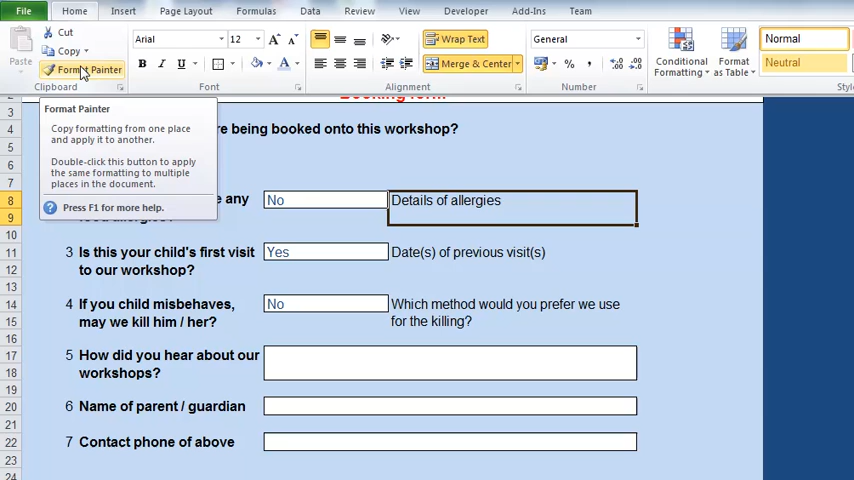 File Home Insert Page Layout Formulas Data Review View Developer Add-Ins Team
Paste
Cut
Copy
Format Painter
Clipboard
Arial 12
B I U
Font
Wrap Text
Merge & Center
Alignment
General
Number
Conditional
Formatting
Format
as Table
Normal
Neutral
Format Painter
Copy formatting from one place
and apply it to another.
Double-click this button to apply
the same formatting to multiple
places in the document.
Press F1 for more help.
3
4 re being booked onto this workshop?
5
6
7
8 e any No Details of allergies
9
10
11 3 Is this your child's first visit Yes Date(s) of previous visit(s)
12 to our workshop?
13
14 4 If you child misbehaves, No Which method would you prefer we use
15 may we kill him / her? for the killing?
16
17 5 How did you hear about our
18 workshops?
19
20 6 Name of parent / guardian
21
22 7 Contact phone of above
23
24